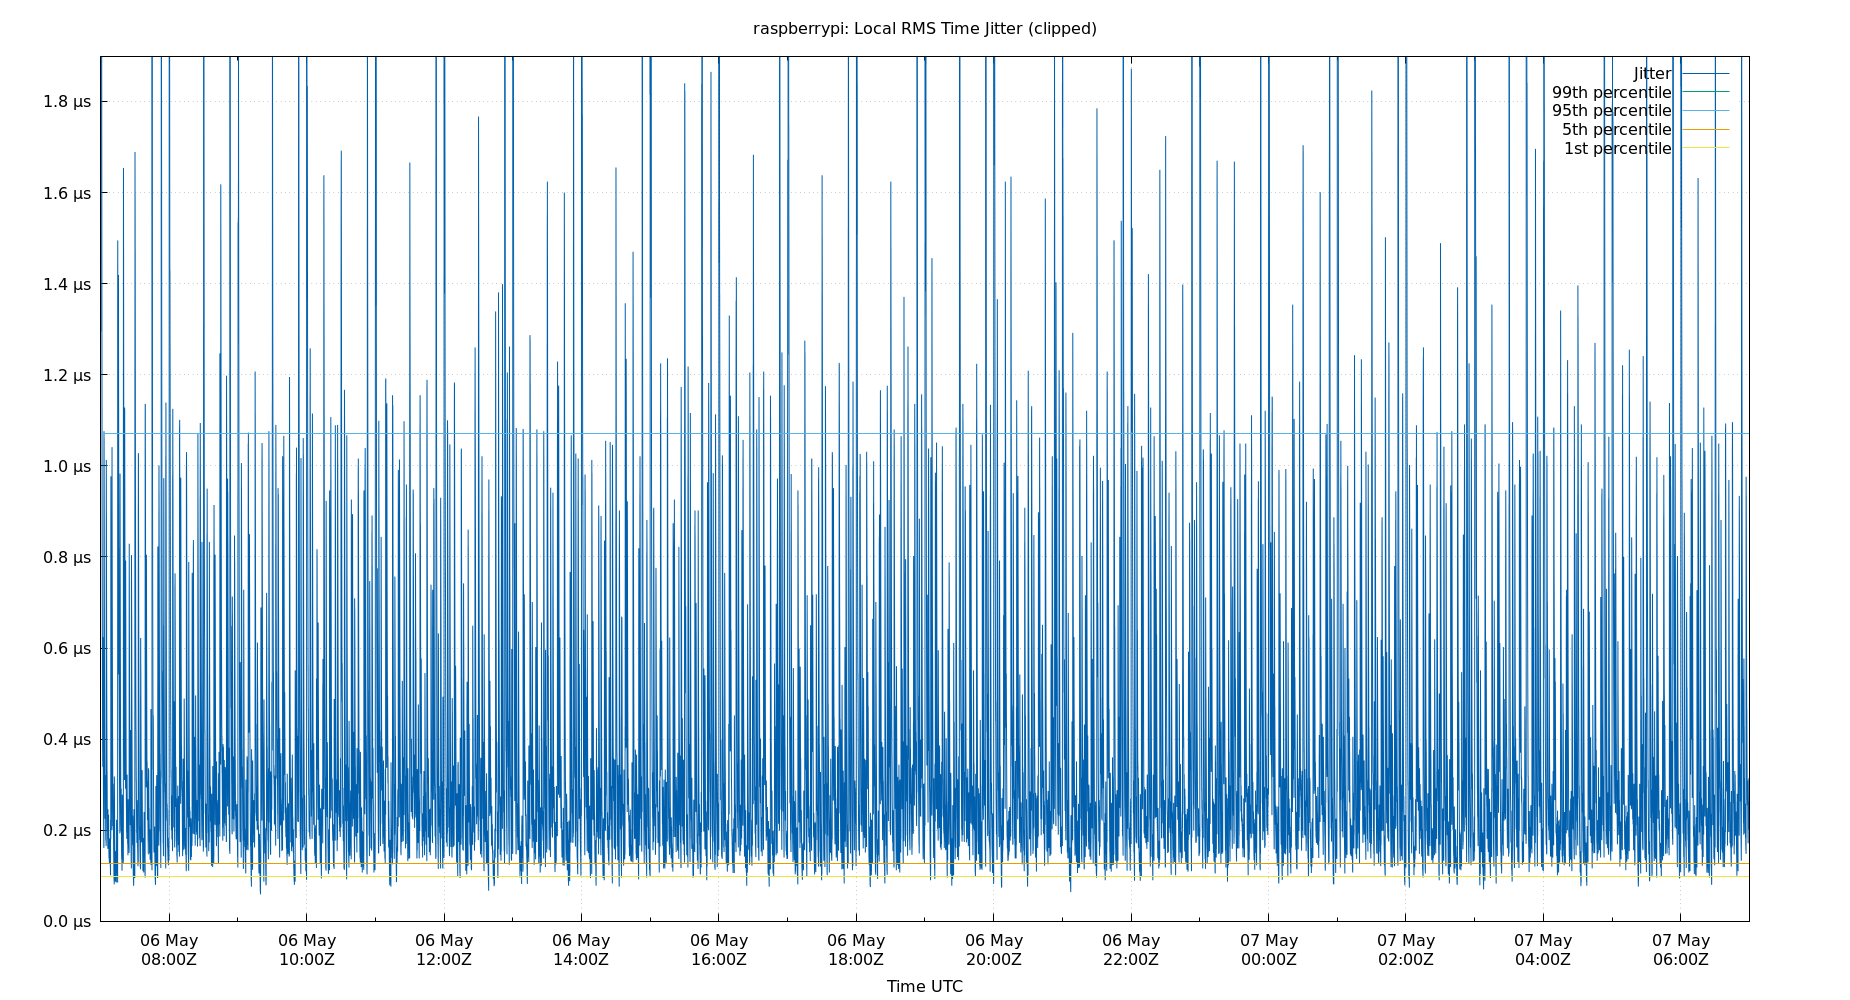 raspberrypi: Local RMS Time Jitter (clipped)
Jitter
99th percentile
95th percentile
5th percentile
1st percentile
1.8 µs
1.6 µs
1.4 µs
1.2 µs
1.0 µs
0.8 µs
0.6 µs
0.4 µs
0.2 µs
0.0 µs
06 May 06 May 06 May 06 May 06 May 06 May 06 May 06 May 07 May 07 May 07 May 07 May
08:00Z 10:00Z 12:00Z 14:00Z 16:00Z 18:00Z 20:00Z 22:00Z 00:00Z 02:00Z 04:00Z 06:00Z
Time UTC